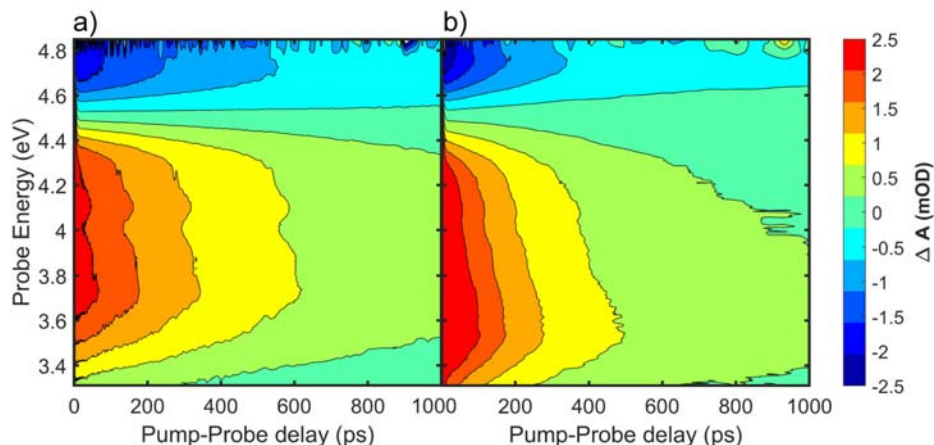 a)
b)
4.8
4.6
4.4
4.2
4
3.8
3.6
3.4
Probe Energy (eV)
0 200 400 600 800 1000
200 400 600 800 1000
Pump-Probe delay (ps)
Pump-Probe delay (ps)
2.5
2
1.5
1
0.5
0
-0.5
-1
-1.5
-2
-2.5
Δ A (mOD)